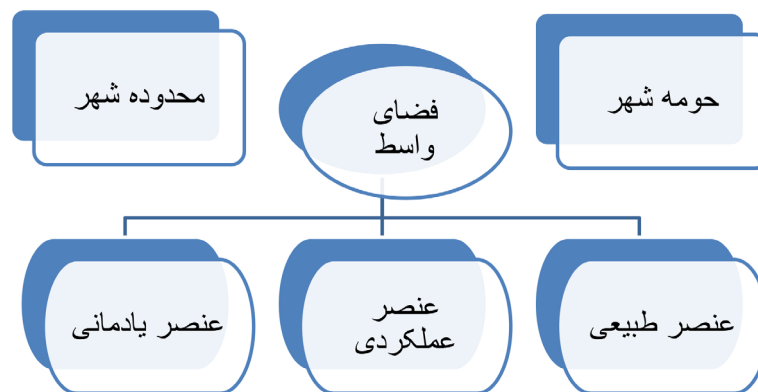 حومه شهر
فضای
واسط
محدوده شهر
عنصر طبیعی
عنصر
عملکردی
عنصر یادمانی